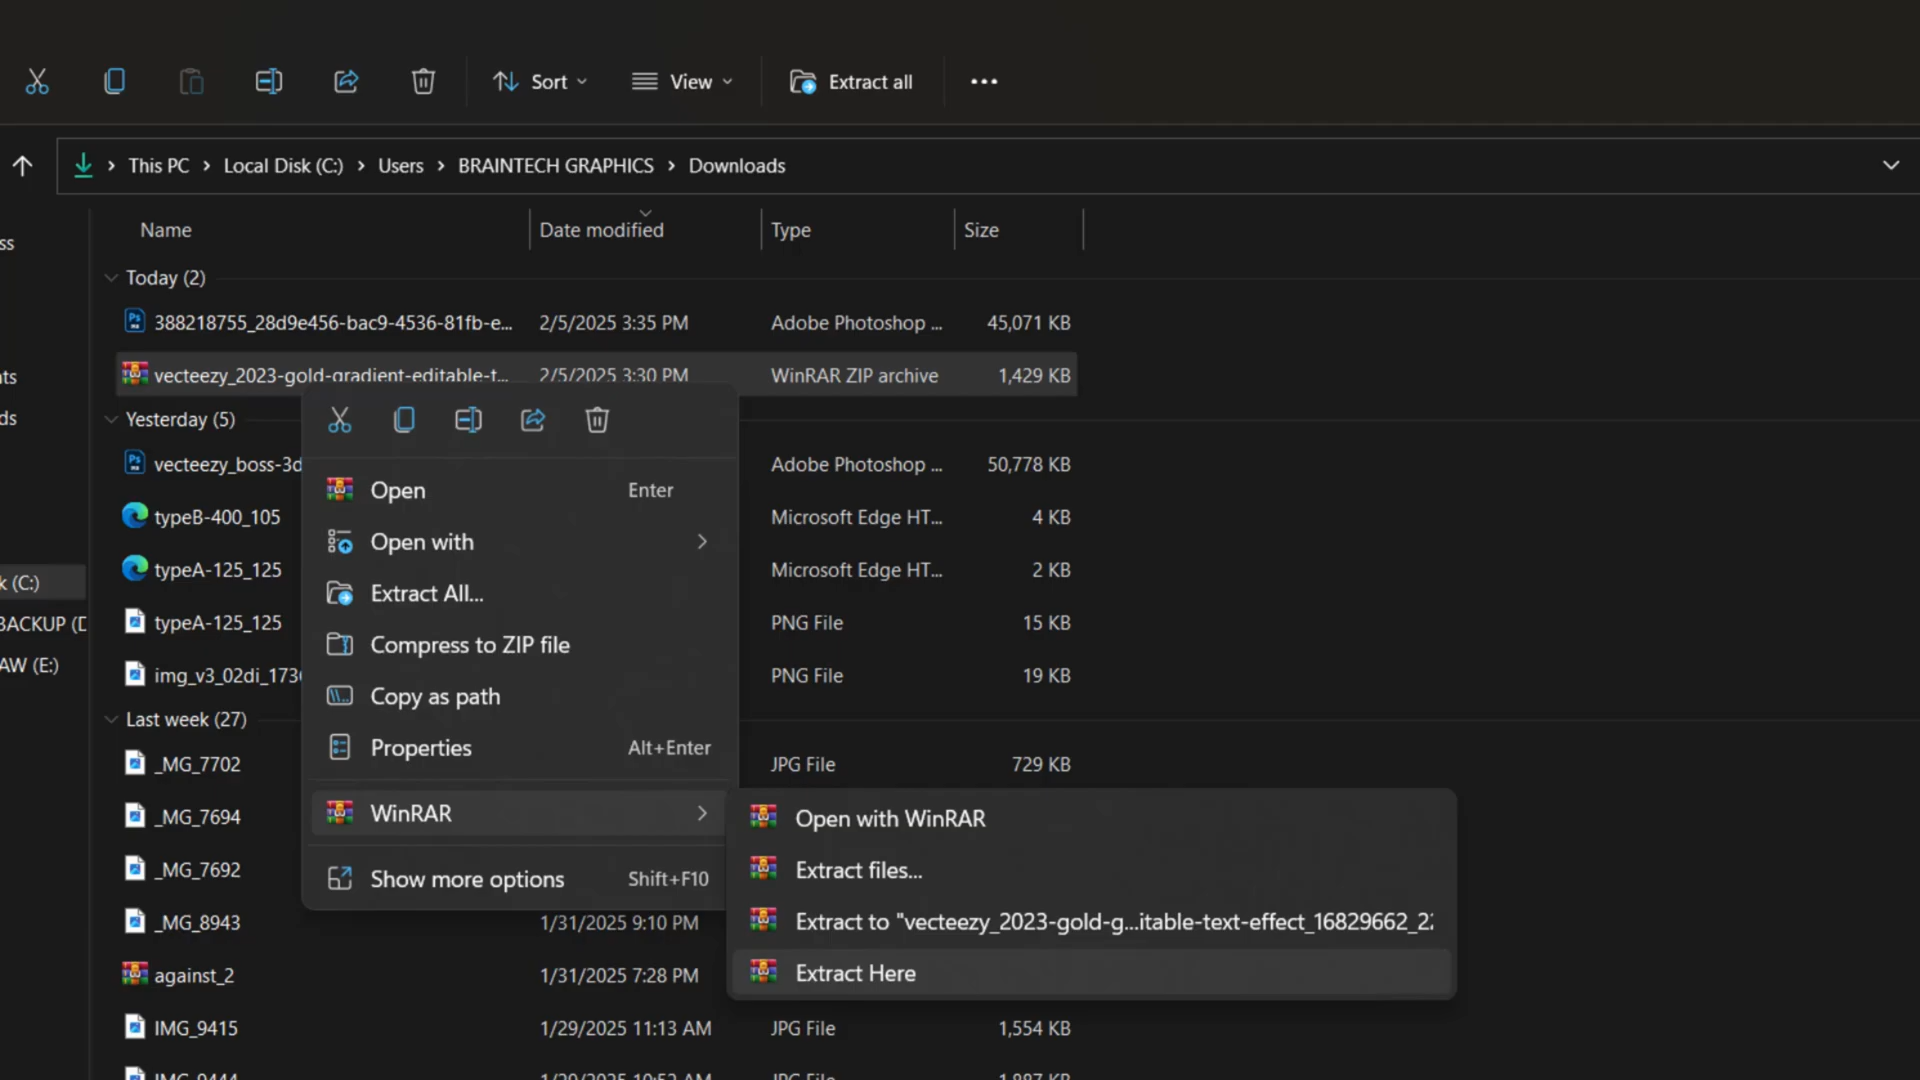 Sort
View
Extract all
This PC > Local Disk (C:) > Users > BRAINTECH GRAPHICS > Downloads
Name Date modified Type Size
ss
Today (2)
388218755_28d9e456-bac9-4536-81fb-e... 2/5/2025 3:35 PM Adobe Photoshop ... 45,071 KB
ts
vecteezy_2023-gold-gradient-editable-t... 2/5/2025 3:30 PM WinRAR ZIP archive 1,429 KB
ds
Yesterday (5)
vecteezy_boss-3d Adobe Photoshop ... 50,778 KB
typeB-400_105 Microsoft Edge HT... 4 KB
typeA-125_125 Microsoft Edge HT... 2 KB
k (C:)
BACKUP (D
typeA-125_125 PNG File 15 KB
AW (E:)
img_v3_02di_173 PNG File 19 KB
Last week (27)
_MG_7702 JPG File 729 KB
_MG_7694
_MG_7692
_MG_8943 1/31/2025 9:10 PM
against_2 1/31/2025 7:28 PM
IMG_9415 1/29/2025 11:13 AM JPG File 1,554 KB
Open Enter
Open with
Extract All...
Compress to ZIP file
Copy as path
Properties Alt+Enter
WinRAR
Show more options Shift+F10
Open with WinRAR
Extract files...
Extract to "vecteezy_2023-gold-g...itable-text-effect_16829662_2
Extract Here